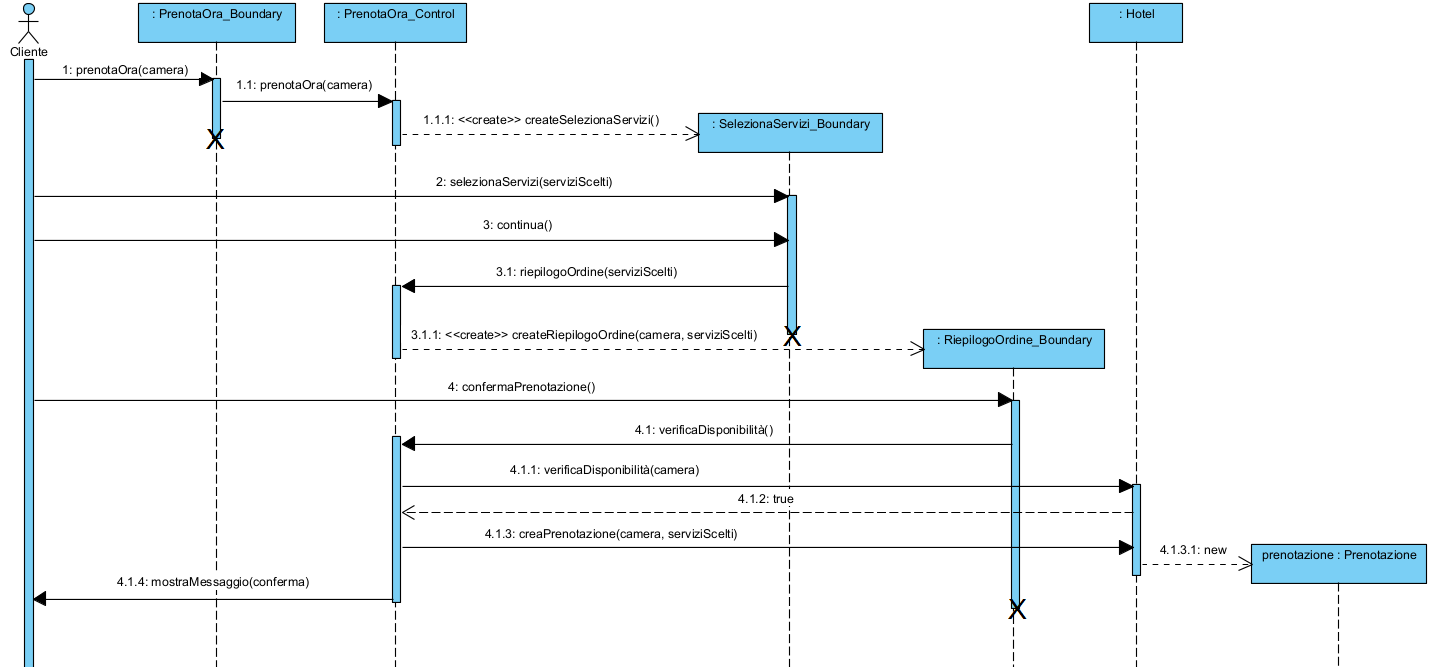 : PrenotaOra_Boundary
: PrenotaOra_Control
: Hotel
Cliente
1: prenotaOra(camera)
1.1: prenotaOra(camera)
1.1.1: <<create>> createSelezionaServizi()
: SelezionaServizi_Boundary
2: selezionaServizi(serviziScelti)
3: continua()
3.1: riepilogoOrdine(serviziScelti)
3.1.1: <<create>> createRiepilogoOrdine(camera, serviziScelti)
: RiepilogoOrdine_Boundary
4: confermaPrenotazione()
4.1: verificaDisponibilità()
4.1.1: verificaDisponibilità(camera)
4.1.2: true
4.1.3: creaPrenotazione(camera, serviziScelti)
4.1.3.1: new
prenotazione : Prenotazione
4.1.4: mostraMessaggio(conferma)